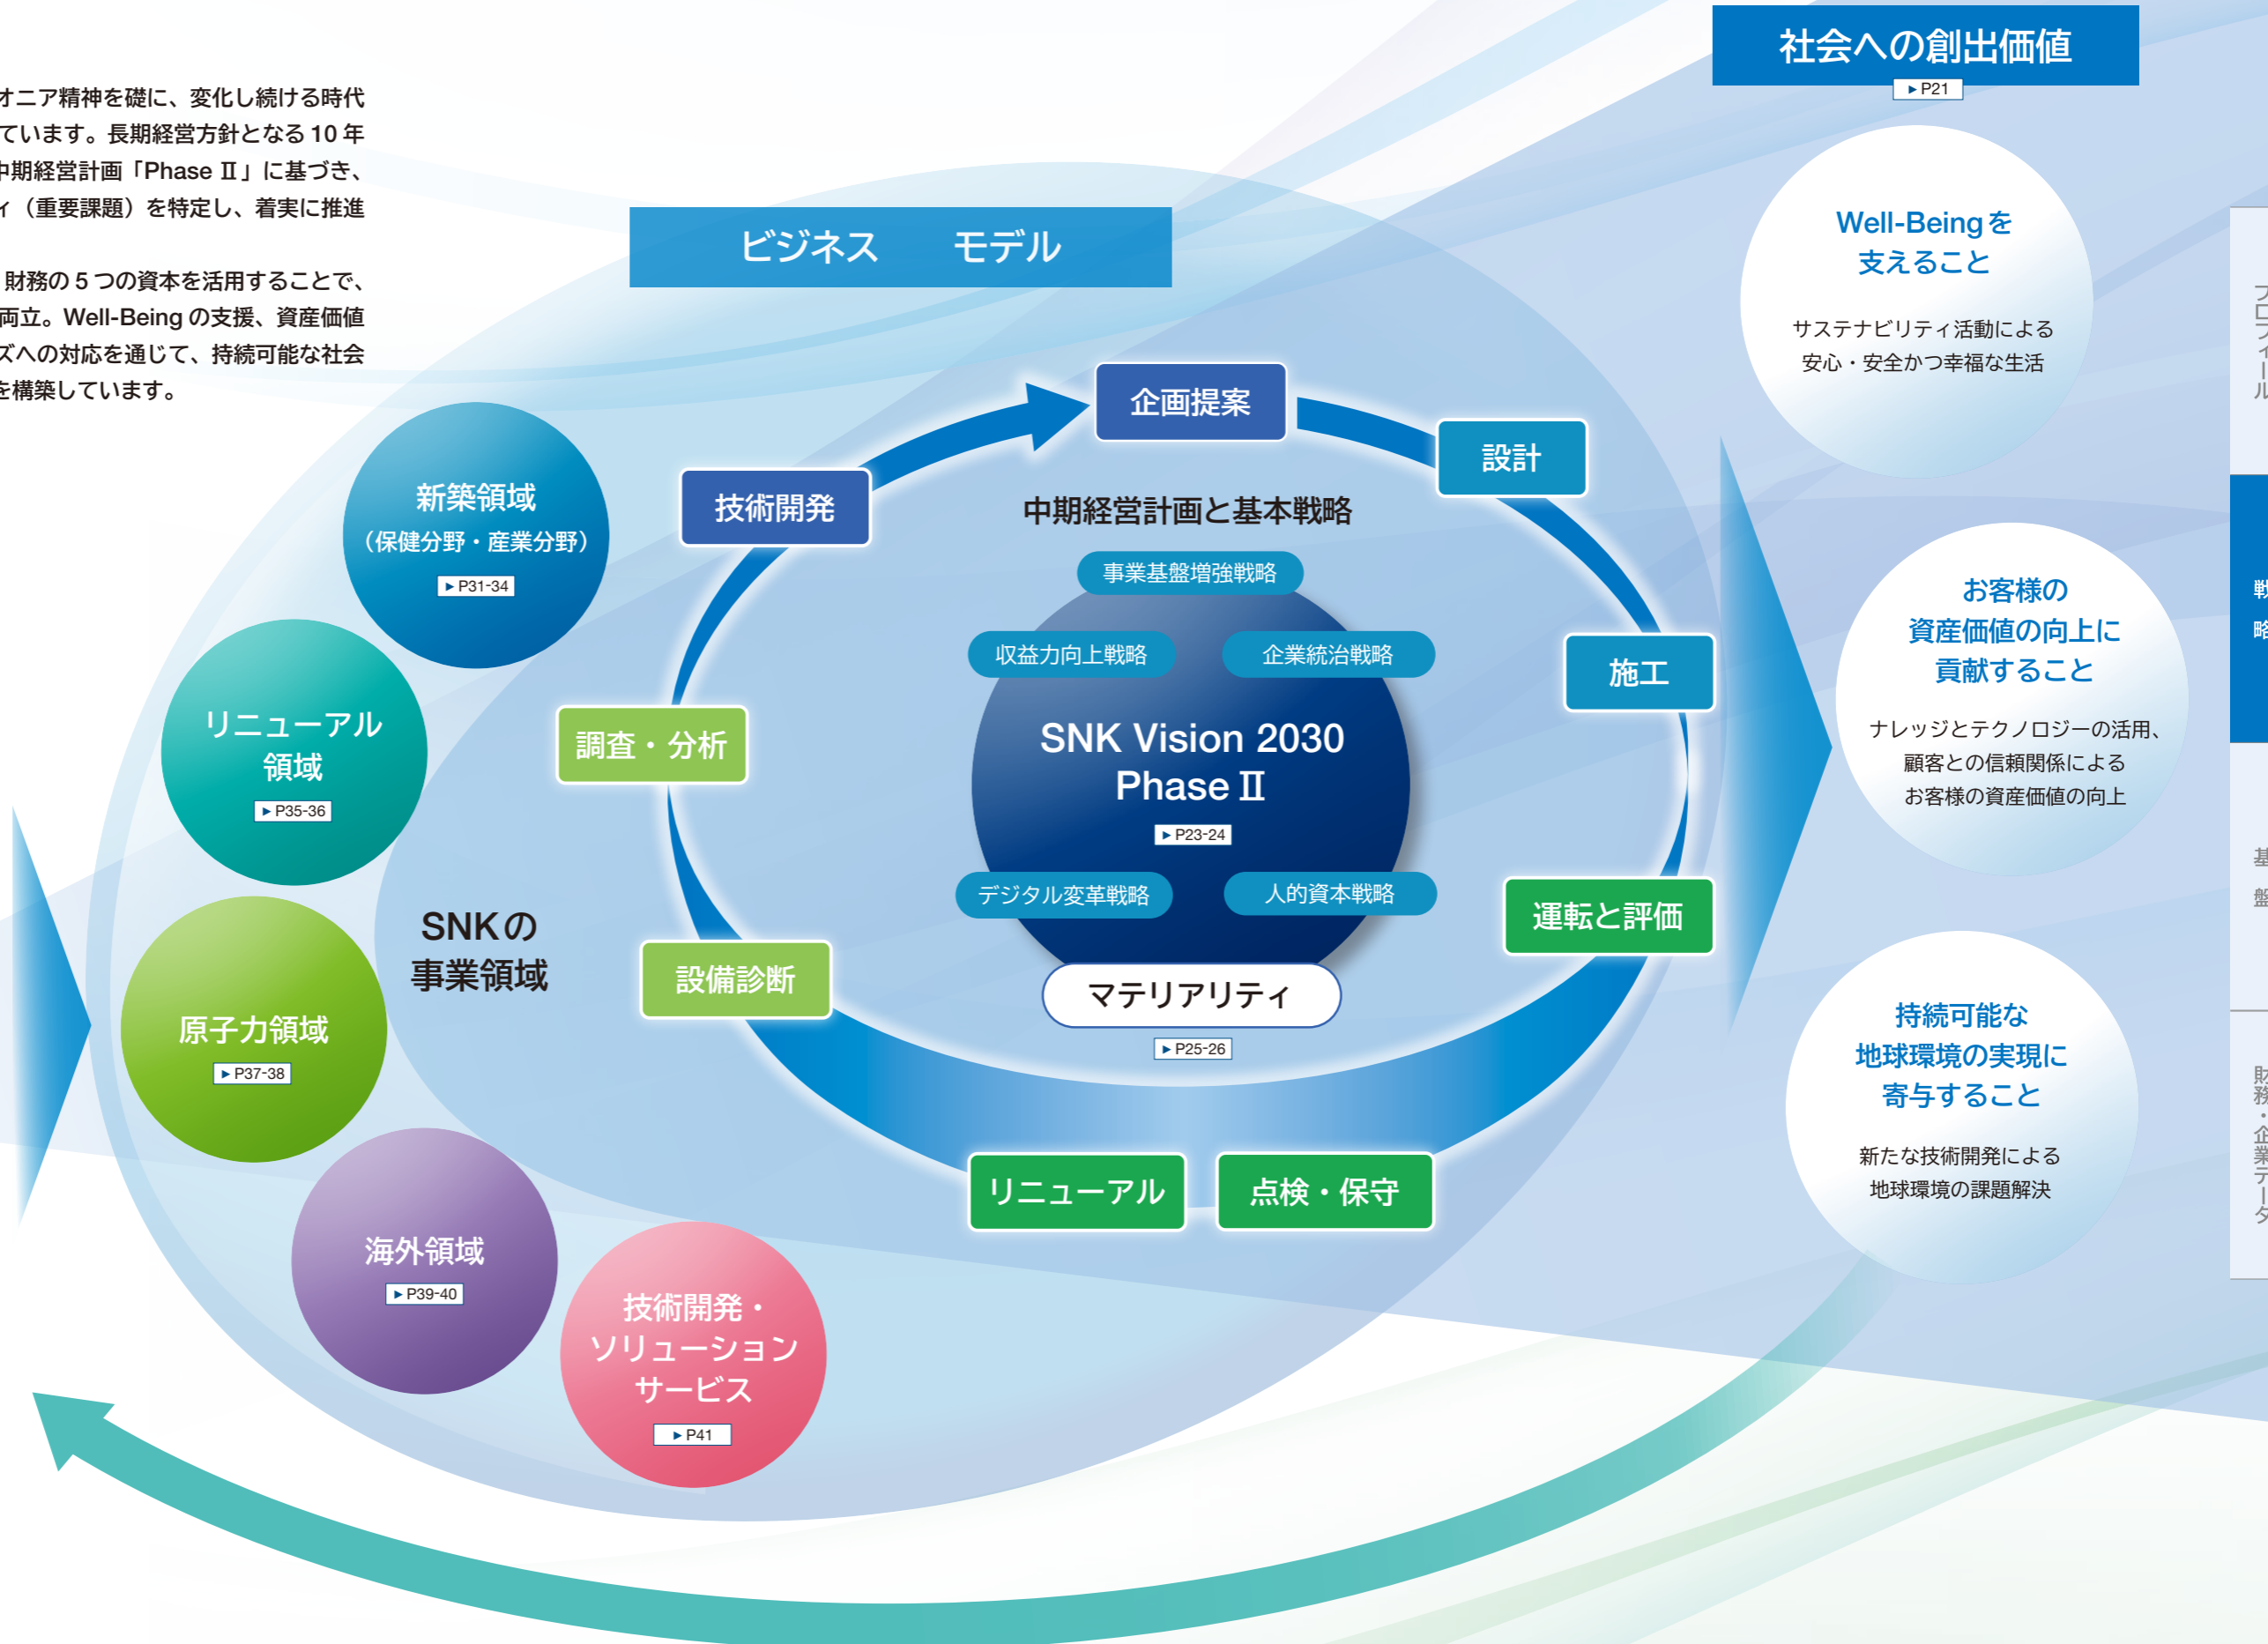 オニア精神を礎に、変化し続ける時代
ています。長期経営方針となる10年
中期経営計画「Phase Ⅱ」に基づき、
ィ（重要課題）を特定し、着実に推進
財務の5つの資本を活用することで、
両立。Well-Beingの支援、資産価値
ズへの対応を通じて、持続可能な社会
を構築しています。
ビジネス モデル
新築領域
（保健分野・産業分野）
▶P31-34
リニューアル
領域
▶P35-36
原子力領域
▶P37-38
海外領域
▶P39-40
技術開発・
ソリューション
サービス
▶P41
SNKの
事業領域
企画提案
設計
施工
運転と評価
点検・保守
リニューアル
設備診断
調査・分析
技術開発
中期経営計画と基本戦略
事業基盤増強戦略
収益力向上戦略
企業統治戦略
SNK Vision 2030
Phase Ⅱ
▶P23-24
デジタル変革戦略
人的資本戦略
マテリアリティ
▶P25-26
社会への創出価値
▶P21
Well-Beingを
支えること
サステナビリティ活動による
安心・安全かつ幸福な生活
お客様の
資産価値の向上に
貢献すること
ナレッジとテクノロジーの活用、
顧客との信頼関係による
お客様の資産価値の向上
持続可能な
地球環境の実現に
寄与すること
新たな技術開発による
地球環境の課題解決
プロフィール
戦略
基盤
財務・企業データ